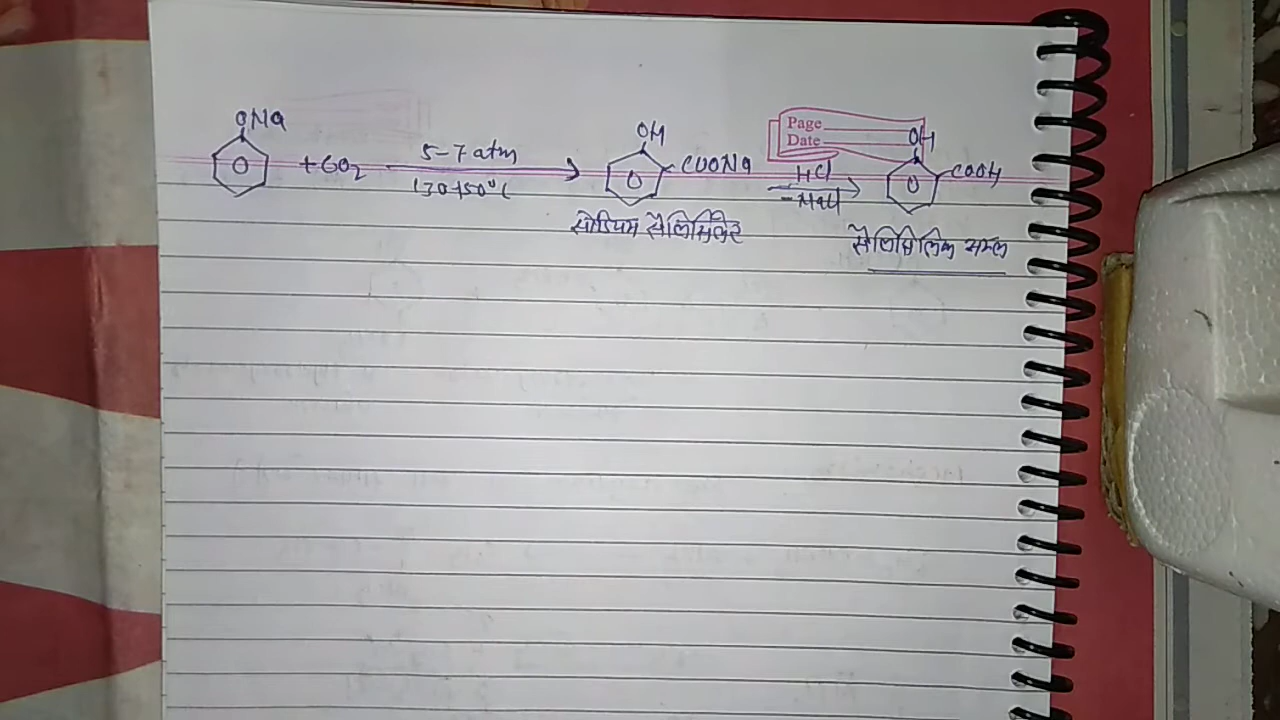 ONa + CO2 5-7 atm 130-150°C OH COONa HCl -NaCl OH COOH
Page
Date
सोडियम सैलिसिलेट
सैलिसिलिक अम्ल